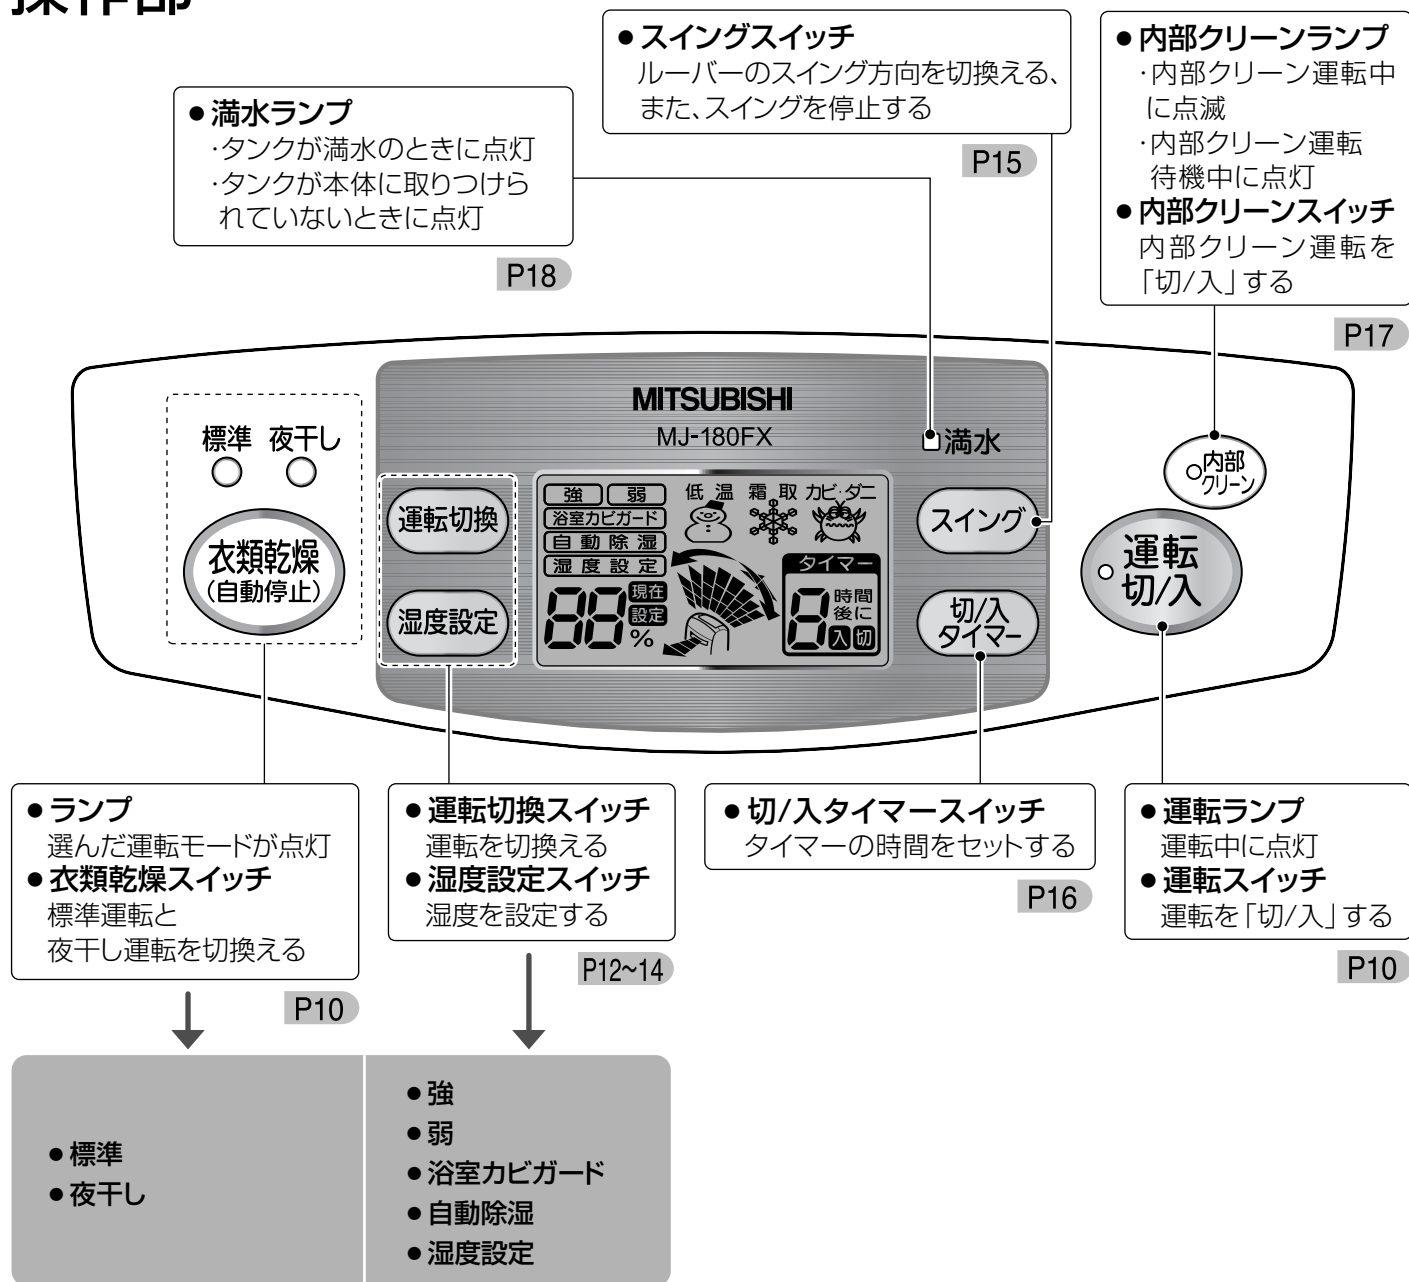 操作部
●スイングスイッチ
ルーバーのスイング方向を切換える、
また、スイングを停止する
P15
●内部クリーンランプ
・内部クリーン運転中
に点滅
・内部クリーン運転
待機中に点灯
●内部クリーンスイッチ
内部クリーン運転を
「切/入」する
P17
●満水ランプ
・タンクが満水のときに点灯
・タンクが本体に取りつけら
れていないときに点灯
P18
MITSUBISHI
MJ-180FX
満水
標準 夜干し
衣類乾燥
(自動停止)
運転切換
湿度設定
強 弱
浴室カビガード
自動除湿
湿度設定
低温 霜取 カビ・ダニ
88
現在
設定
%
タイマー
8
時間
後に
入 切
スイング
切/入
タイマー
内部
クリーン
運転
切/入
●ランプ
選んだ運転モードが点灯
●衣類乾燥スイッチ
標準運転と
夜干し運転を切換える
P10
●運転切換スイッチ
運転を切換える
●湿度設定スイッチ
湿度を設定する
P12~14
●切/入タイマースイッチ
タイマーの時間をセットする
P16
●運転ランプ
運転中に点灯
●運転スイッチ
運転を「切/入」する
P10
●標準
●夜干し
●強
●弱
●浴室カビガード
●自動除湿
●湿度設定